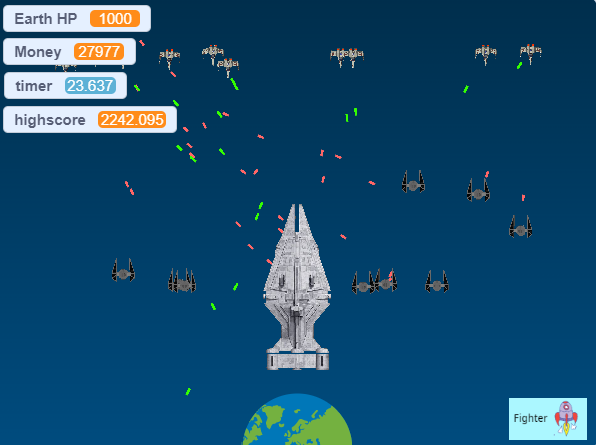 Earth HP 1000
Money 27977
timer 23.637
highscore 2242.095
Fighter